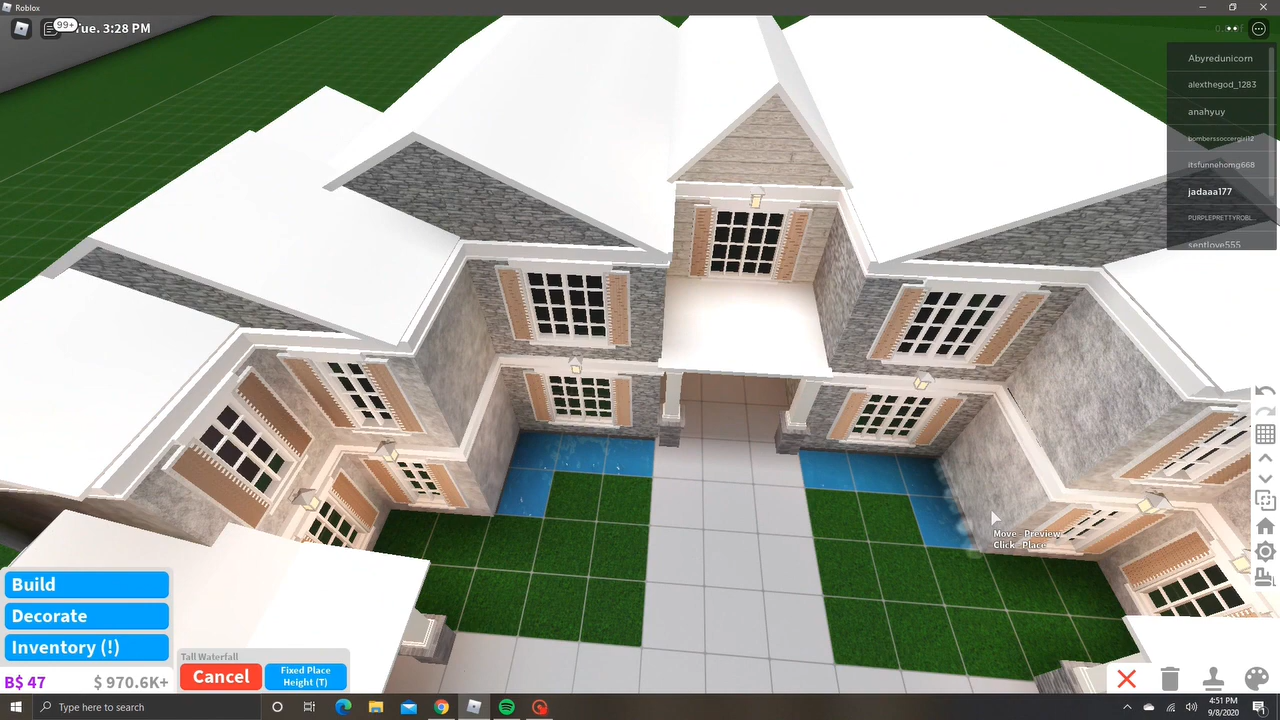 Roblox
99+
Tue. 3:28 PM
Abyredunicorn
alexthegod_1283
anahyuy
bomberssoccergirl12
itsfunnehomg668
jadaaa177
PURPLEPRETTYROBL..
sentlove555
Move - Preview
Click - Place
Build
Decorate
Inventory (!)
B$ 47
$ 970.6K+
Tall Waterfall
Cancel
Fixed Place
Height (T)
Type here to search
4:51 PM
9/8/2020